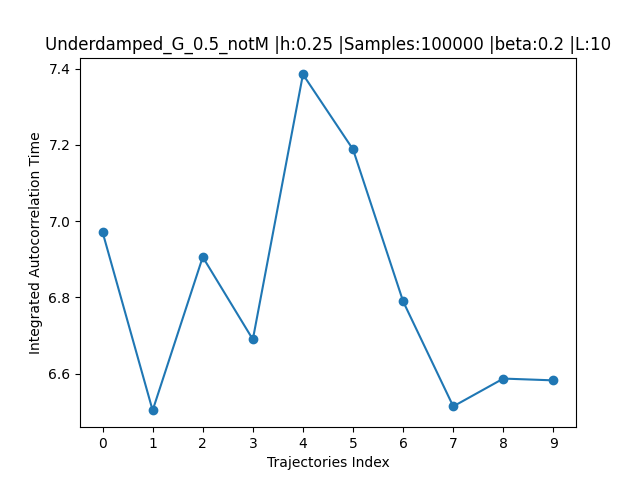 Underdamped_G_0.5_notM |h:0.25 |Samples:100000 |beta:0.2 |L:10
7.4
7.2
7.0
6.8
6.6
Integrated Autocorrelation Time
0 1 2 3 4 5 6 7 8 9
Trajectories Index